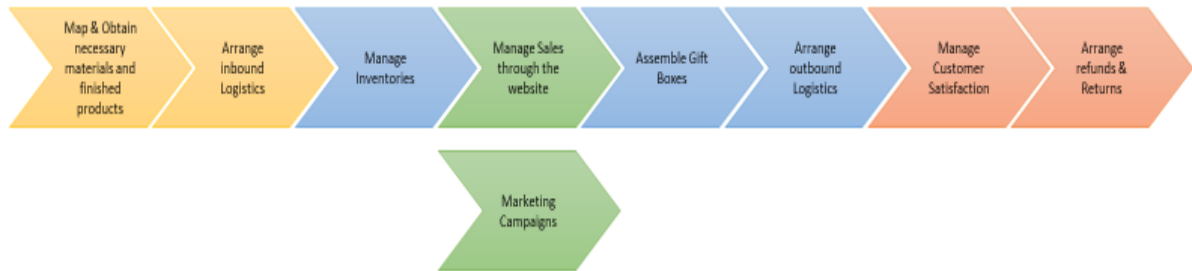 Map & Obtain
necessary
materials and
finished
products
Arrange
inbound
Logistics
Manage
Inventories
Manage Sales
through the
website
Assemble Gift
Boxes
Arrange
outbound
Logistics
Manage
Customer
Satisfaction
Arrange
refunds &
Returns
Marketing
Campaigns